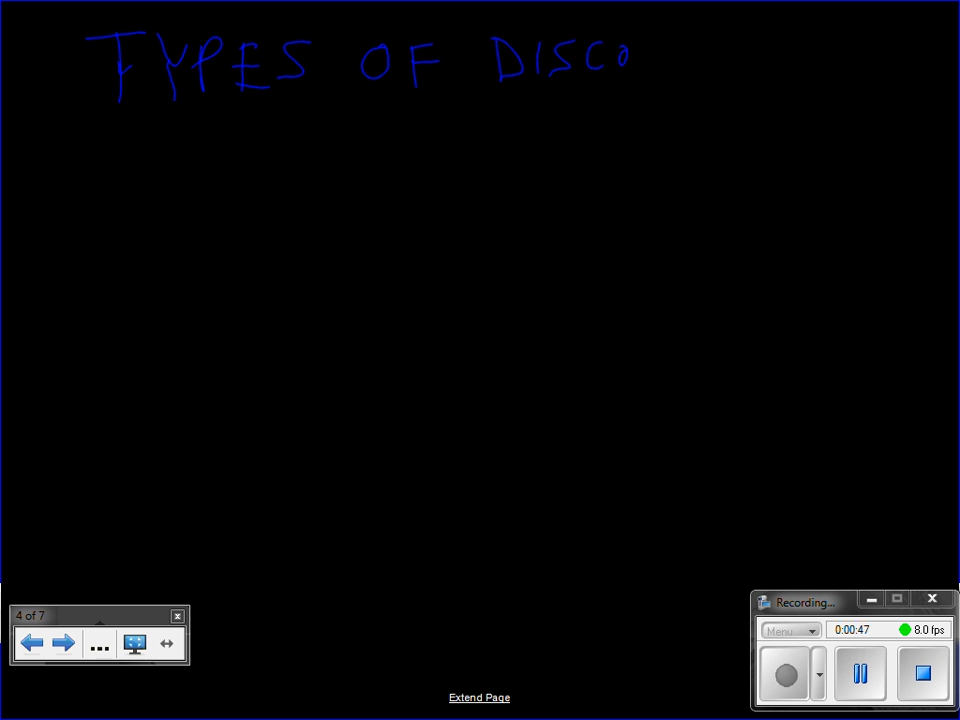 TYPES OF DISCO
4 of 7
Recording...
Menu
0:00:47
8.0 fps
Extend Page